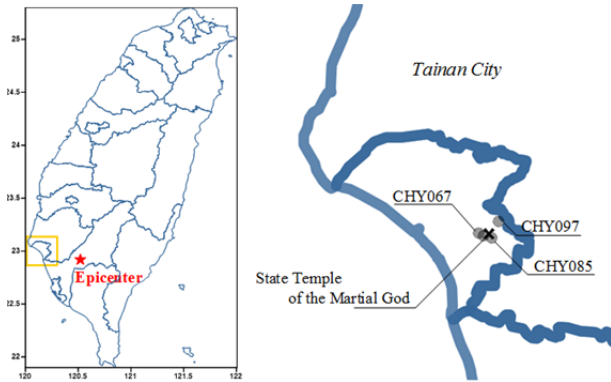 25
24.5
24
23.5
23
22.5
22
120
120.5
121
121.5
122
Epicenter
Tainan City
CHY067
CHY097
CHY085
State Temple
of the Martial God